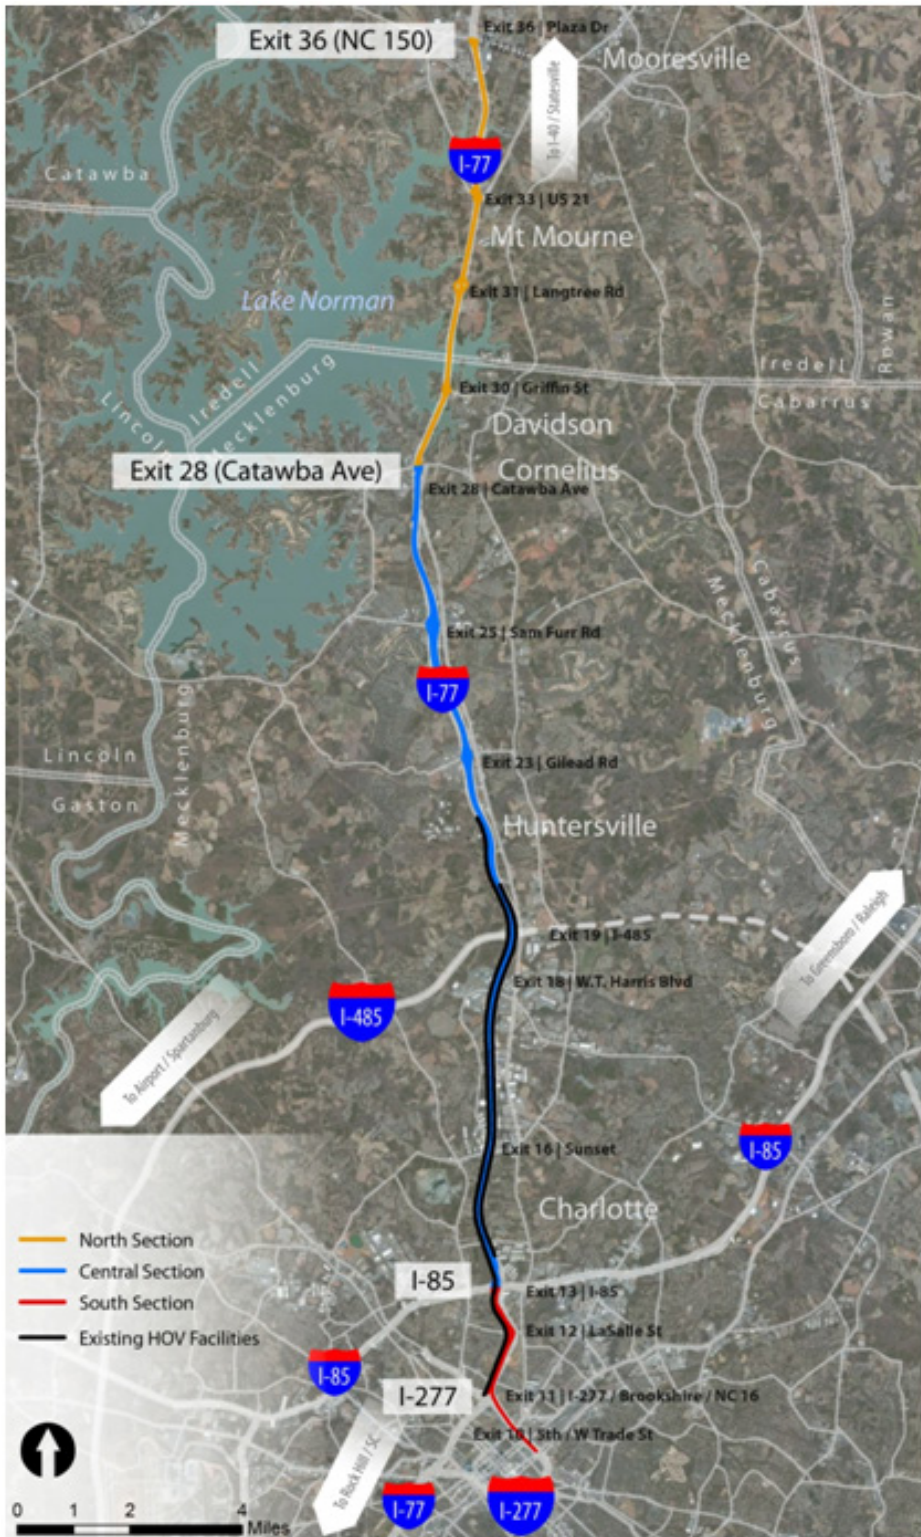 Exit 36 | Plaza Dr
Exit 36 (NC 150)
Mooresville
To I-40 / Statesville
I-77
Catawba
Exit 33 | US 21
Mt Mourne
Exit 31 | Langtree Rd
Lake Norman
Rowan
Iredell
Iredell
Cabarrus
Exit 30 | Griffin St
Lincoln
Mecklenburg
Davidson
Exit 28 (Catawba Ave)
Cornelius
Exit 28 | Catawba Ave
Cabarrus
Mecklenburg
Exit 25 | Sam Furr Rd
I-77
Mecklenburg
Lincoln
Gaston
Exit 23 | Gilead Rd
Huntersville
To Greensboro / Raleigh
Exit 19 | I-485
Exit 18 | W.T. Harris Blvd
I-485
To Airport / Spartanburg
Exit 16 | Sunset
I-85
Charlotte
North Section
Central Section
South Section
Existing HOV Facilities
I-85
Exit 13 | I-85
Exit 12 | LaSalle St
I-85
I-277
Exit 11 | I-277 / Brookshire / NC 16
Exit 10 | 5th / W Trade St
To Rock Hill / SC
I-77
I-277
0 1 2 4
Miles